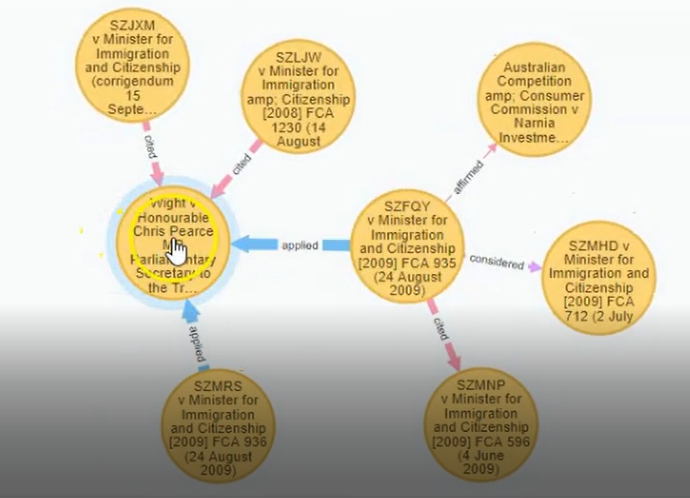 SZJXM
v Minister for
Immigration
and Citizenship
(corrigendum
15
Septe...
SZLJW
v Minister for
Immigration
amp; Citizenship
[2008] FCA
1230 (14
August
Australian
Competition
amp; Consumer
Commission v
Narnia
Investme...
cited
cited
affirmed
Wight v
Honourable
Chris Pearce
Parliamentary
Secretary to
the Tr...
applied
SZFQY
v Minister for
Immigration
and Citizenship
[2009] FCA 935
(24 August
2009)
considered
SZMHD v
Minister for
Immigration and
Citizenship
[2009] FCA
712 (2 July
applied
cited
SZMRS
v Minister for
Immigration
and Citizenship
[2009] FCA 936
(24 August
2009)
SZMNP
v Minister for
Immigration
and Citizenship
[2009] FCA 596
(4 June
2009)